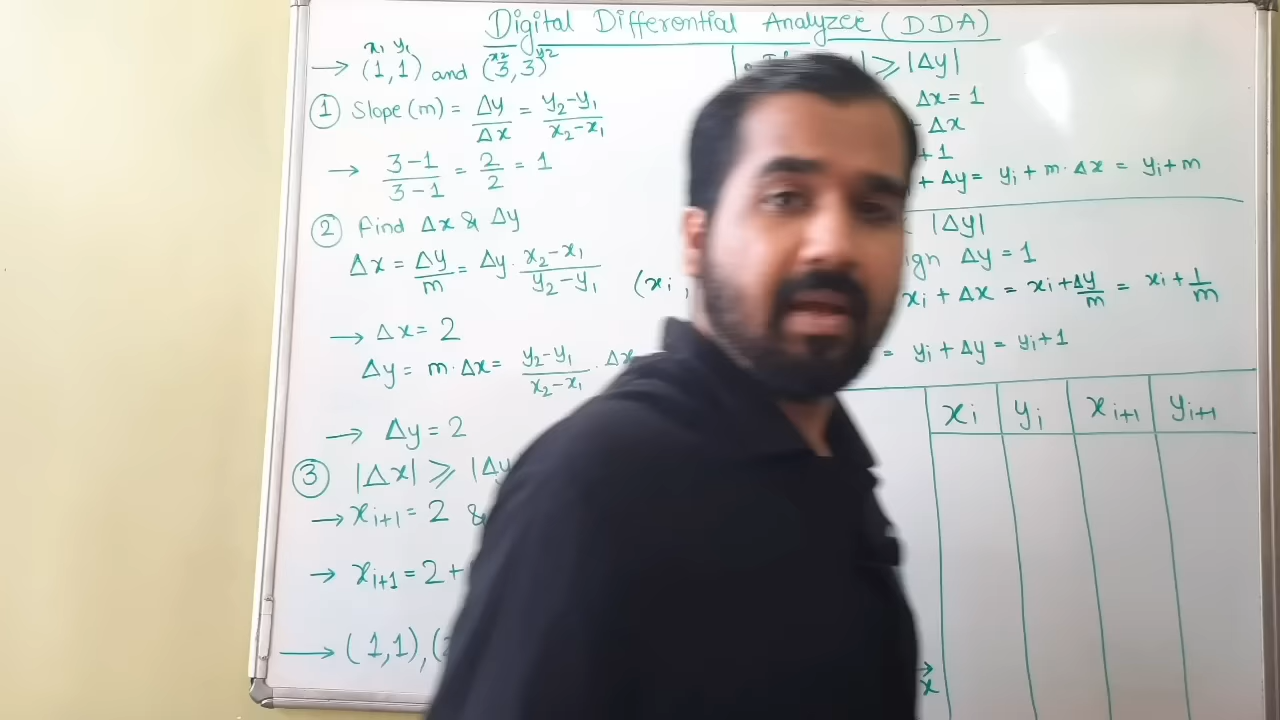 Digital Differential Analyzer (DDA)
x₁ y₁ x₂ y₂
→ (1,1) and (3,3)
① Slope (m) = Δy/Δx = y₂-y₁/x₂-x₁
→ 3-1/3-1 = 2/2 = 1
② Find Δx & Δy
Δx = Δy/m = Δy · x₂-x₁/y₂-y₁ (xi ,
→ Δx = 2
Δy = m·Δx = y₂-y₁/x₂-x₁ · Δx
→ Δy = 2
③ |Δx| ⩾ |Δy
→ xi+1 = 2 &
→ xi+1 = 2 +
→ (1,1), (
| ⩾ |Δy|
Δx = 1
Δx
+1
+ Δy = yi + m·Δx = yi + m
|Δy|
ign Δy = 1
xi + Δx = xi + Δy/m = xi + 1/m
= yi + Δy = yi+1
xi yi xi+1 yi+1
→
x